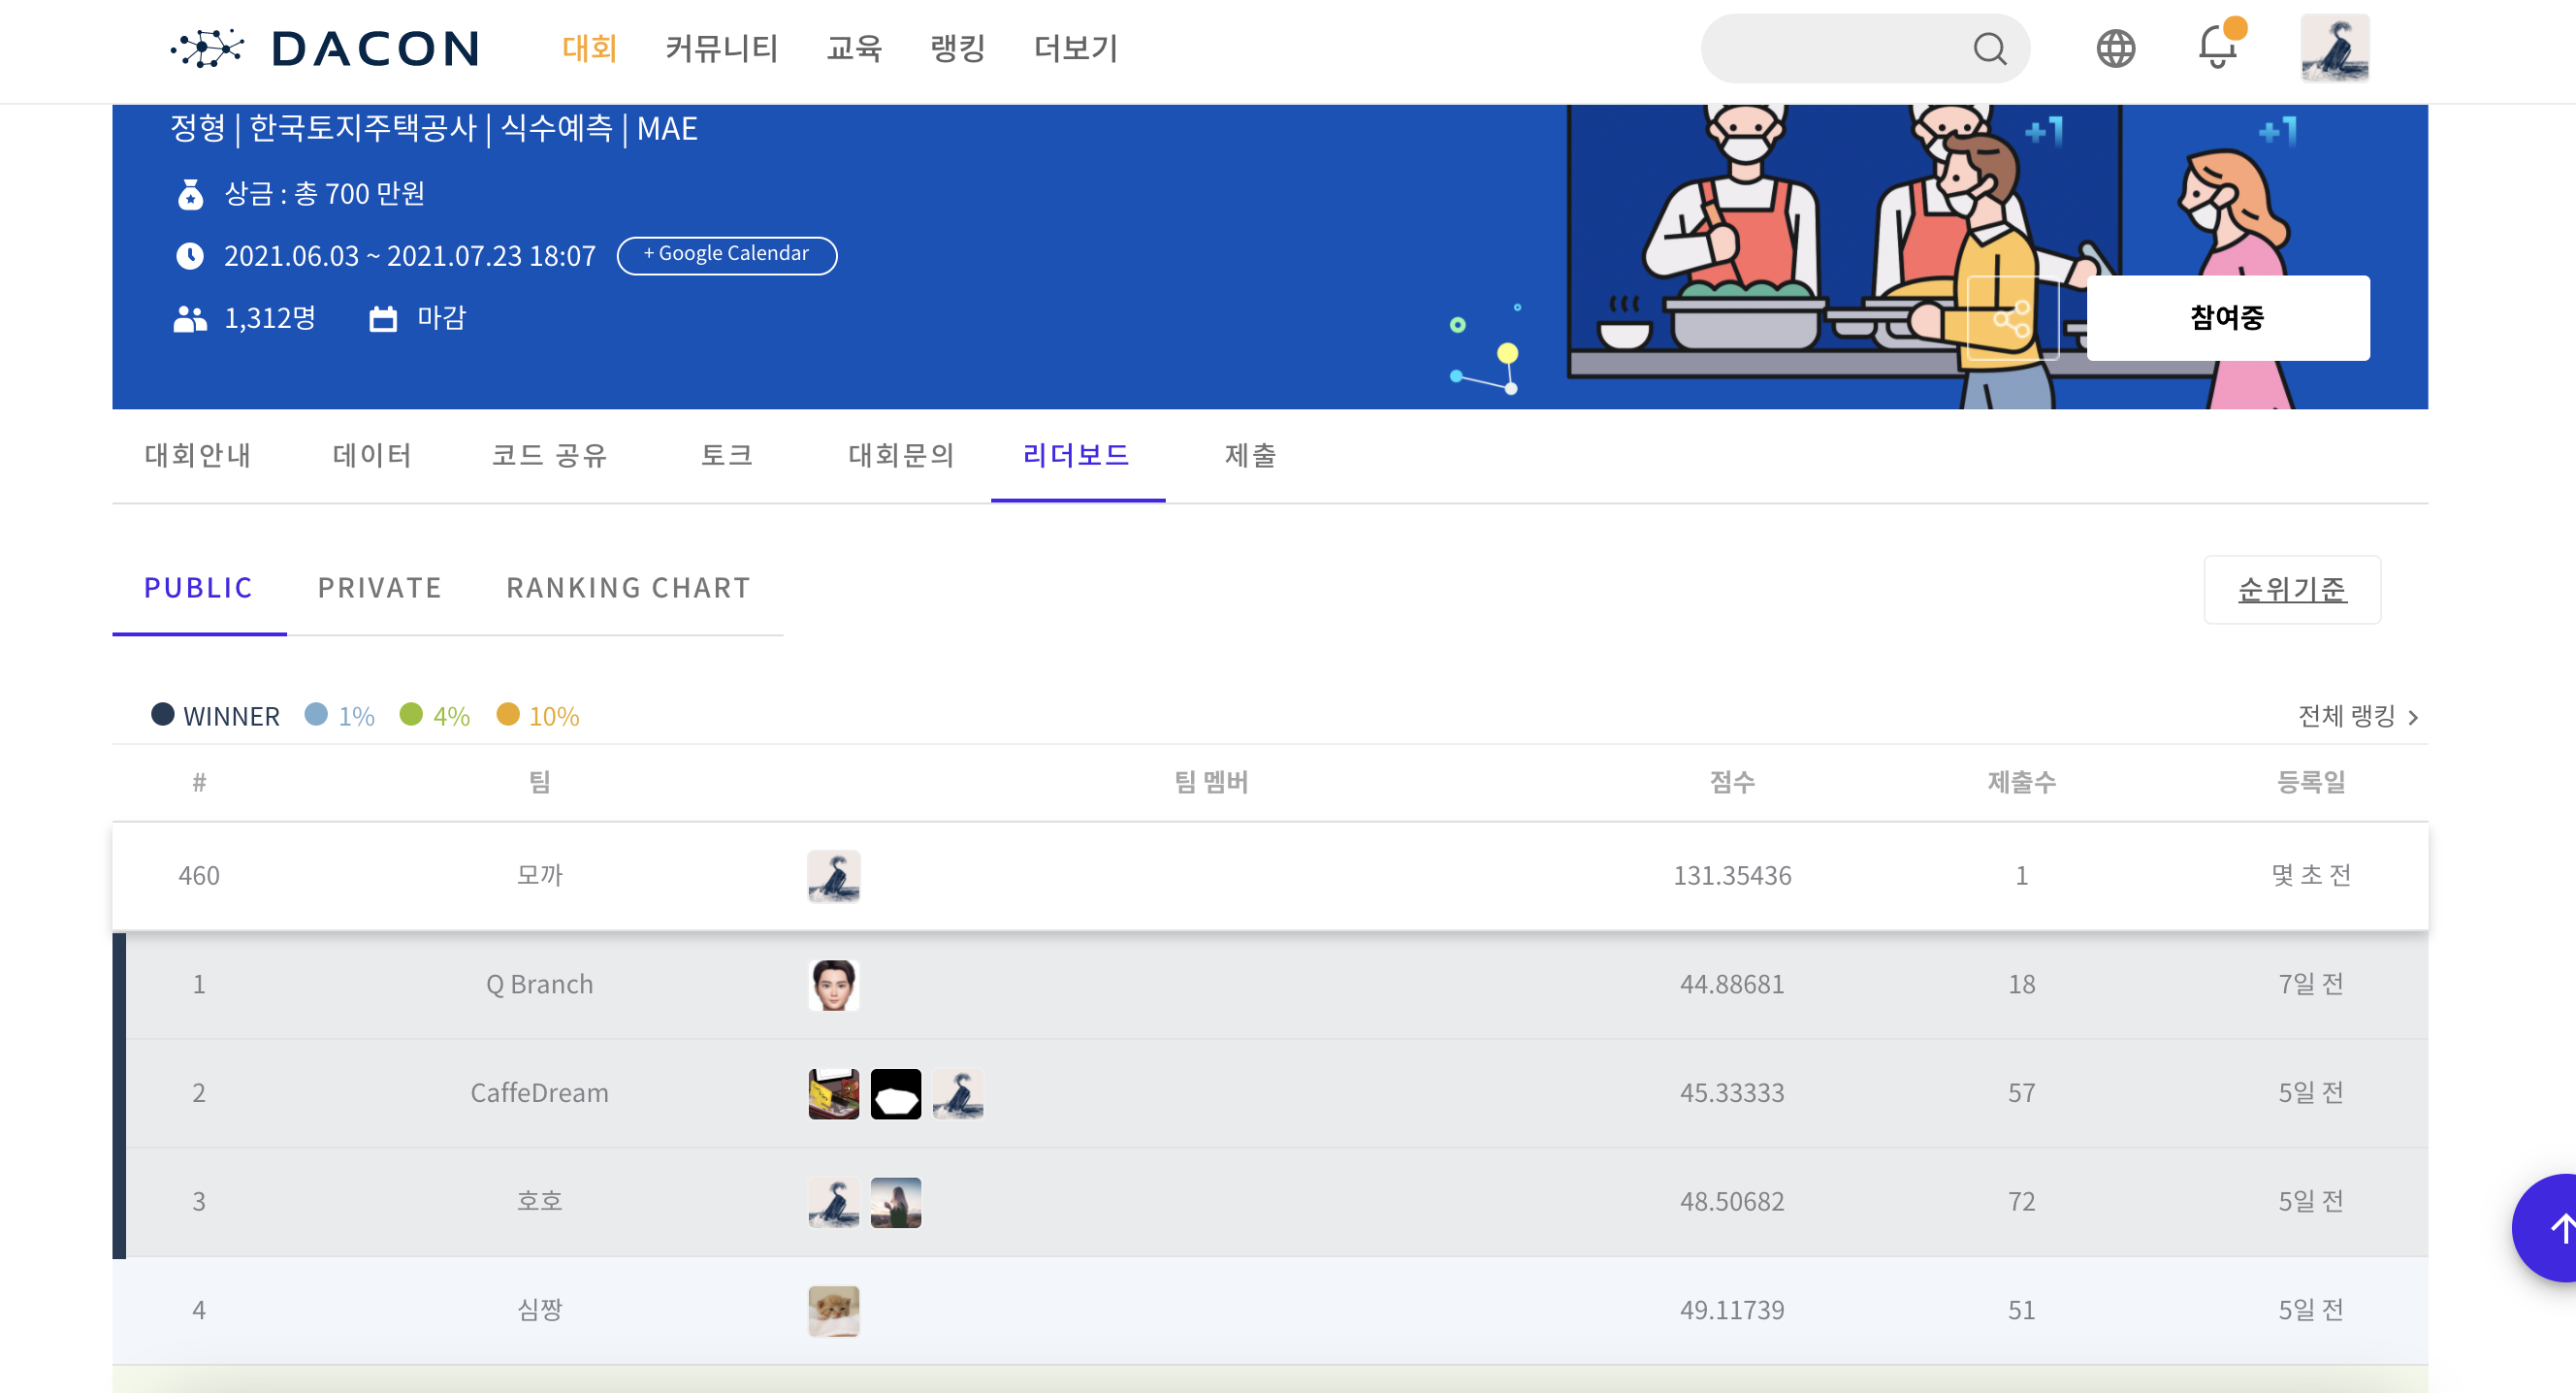 DACON 대회 커뮤니티 교육 랭킹 더보기
정형 | 한국토지주택공사 | 식수예측 | MAE
+1 +1
상금 : 총 700 만원
2021.06.03 ~ 2021.07.23 18:07 + Google Calendar
1,312명 마감
참여중
대회안내 데이터 코드 공유 토크 대회문의 리더보드 제출
PUBLIC PRIVATE RANKING CHART 순위기준
WINNER 1% 4% 10% 전체 랭킹
# 팀 팀 멤버 점수 제출수 등록일
460 모까 131.35436 1 몇 초 전
1 Q Branch 44.88681 18 7일 전
2 CaffeDream 45.33333 57 5일 전
3 호호 48.50682 72 5일 전
4 심짱 49.11739 51 5일 전